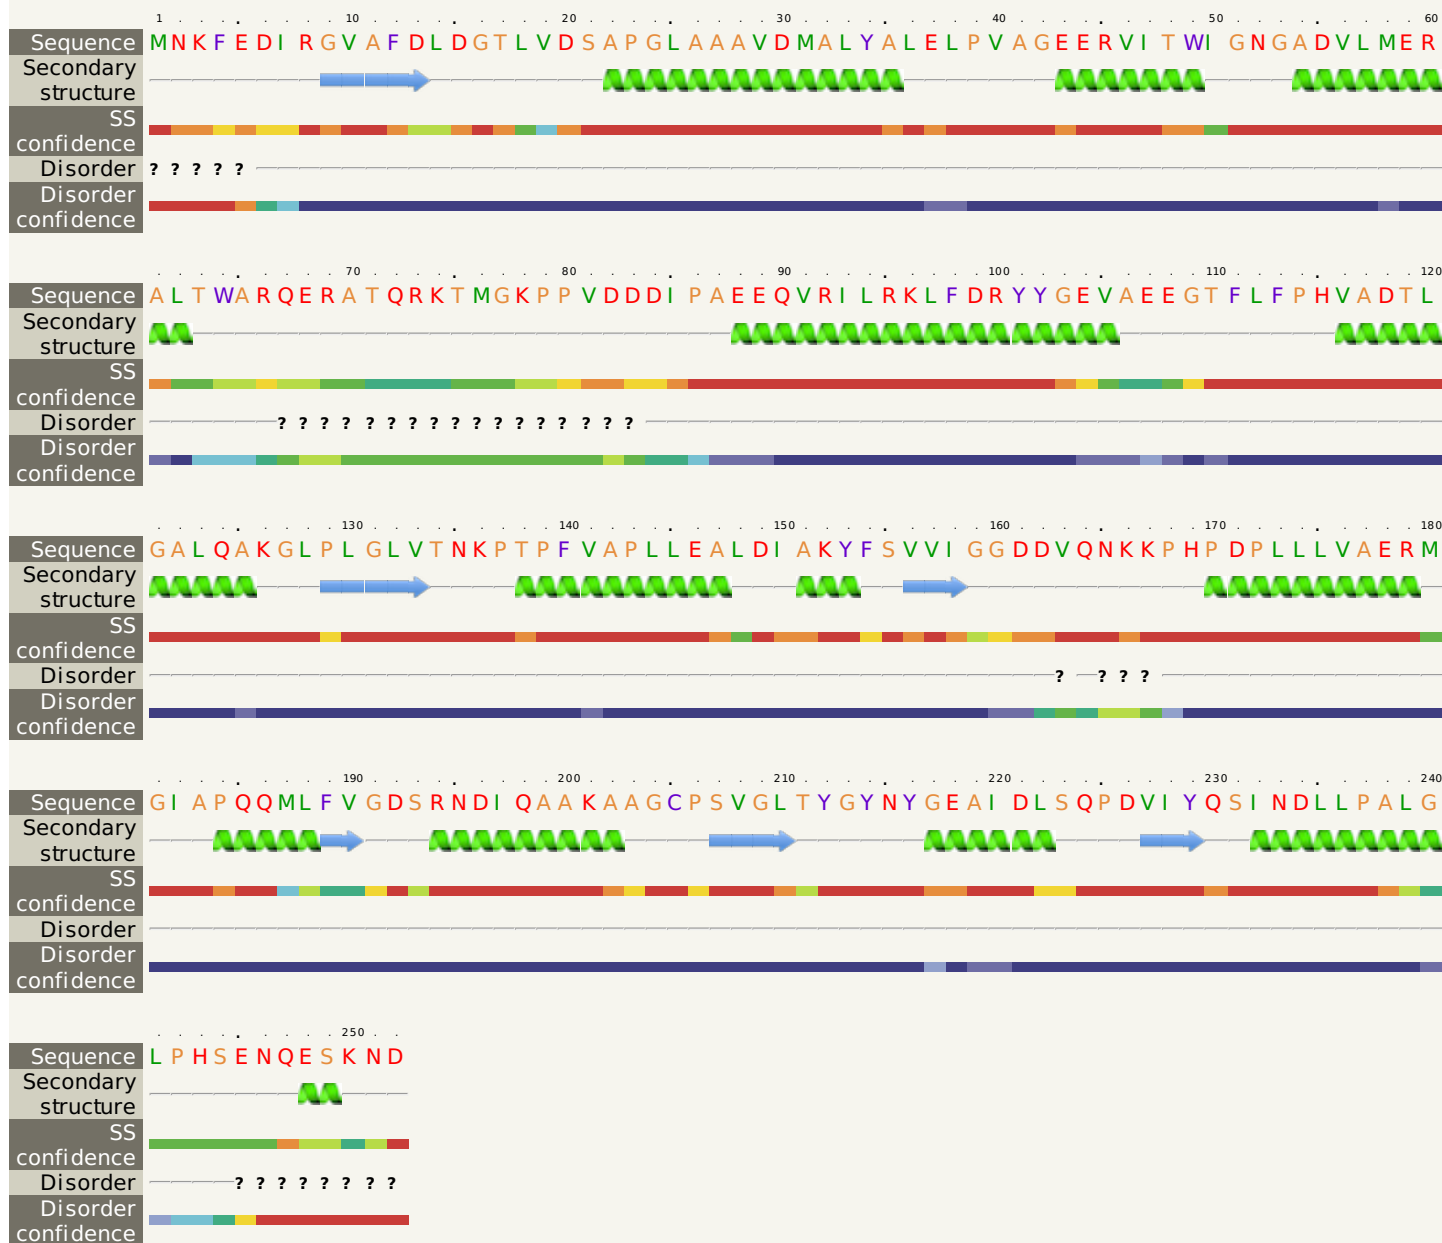 1 10 20 30 40 50 60
Sequence MNKFEDIRGVAFDLDGTLVDSAPGLAAAVDMALYALELPVAGEERVITWIGNGADVLMER
Secondary
structure
SS
confidence
Disorder ? ? ? ? ?
Disorder
confidence
70 80 90 100 110 120
Sequence ALTWARQERATQRKTMGKPPVDDDIPAEEQVRILRKLFDRYYGEVAEEGTFLFPHVADTL
Secondary
structure
SS
confidence
Disorder ? ? ? ? ? ? ? ? ? ? ? ? ? ? ? ? ?
Disorder
confidence
130 140 150 160 170 180
Sequence GALQAKGLPLGLVTNKPTPFVAPLLEALDIAKYFSVVIGGDDVQNKKPHPDPLLLVAERM
Secondary
structure
SS
confidence
Disorder ? ? ? ?
Disorder
confidence
190 200 210 220 230 240
Sequence GIAPQQMLFVGDSRNDIQAAKAAGCPSVGLTYGYNYGEAIDLSQPDVIYQSINDLLPALG
Secondary
structure
SS
confidence
Disorder
Disorder
confidence
250
Sequence LPHSENQESKND
Secondary
structure
SS
confidence
Disorder ? ? ? ? ? ? ? ?
Disorder
confidence